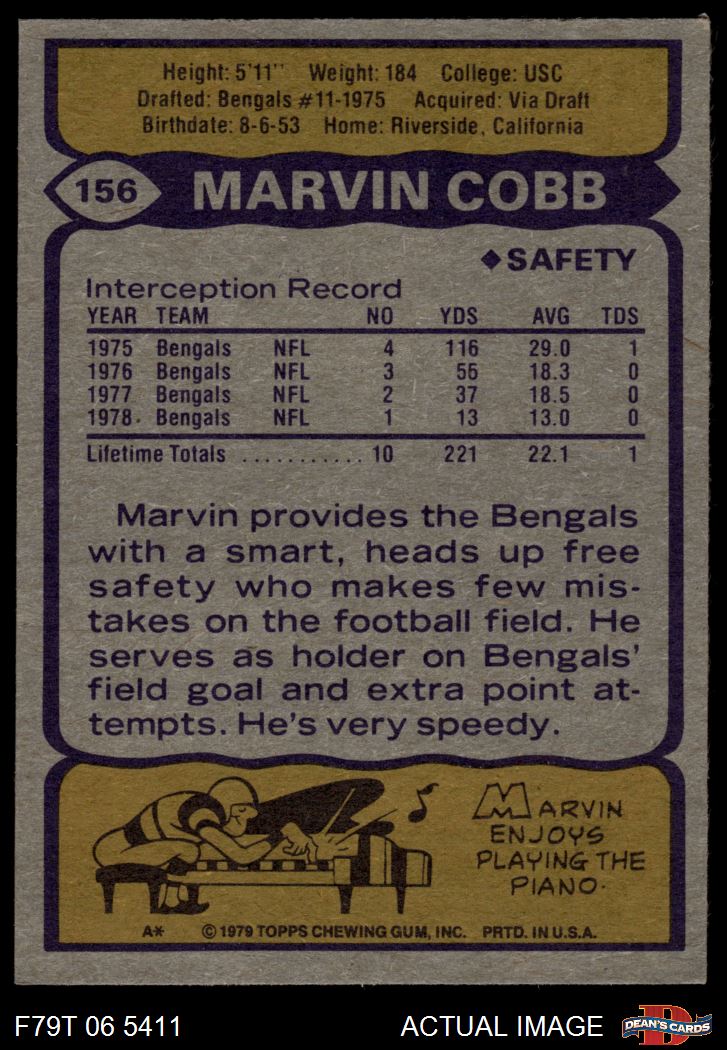 Height: 5'11" Weight: 184 College: USC
Drafted: Bengals #11-1975 Acquired: Via Draft
Birthdate: 8-6-53 Home: Riverside, California
156 MARVIN COBB
◆SAFETY
Interception Record
YEAR TEAM NO YDS AVG TDS
1975 Bengals NFL 4 116 29.0 1
1976 Bengals NFL 3 55 18.3 0
1977 Bengals NFL 2 37 18.5 0
1978 Bengals NFL 1 13 13.0 0
Lifetime Totals ........... 10 221 22.1 1
Marvin provides the Bengals
with a smart, heads up free
safety who makes few mis-
takes on the football field. He
serves as holder on Bengals'
field goal and extra point at-
tempts. He's very speedy.
MARVIN
ENJOYS
PLAYING THE
PIANO.
A* © 1979 TOPPS CHEWING GUM, INC. PRTD. IN U.S.A.
F79T 06 5411 ACTUAL IMAGE D DEAN'S CARDS